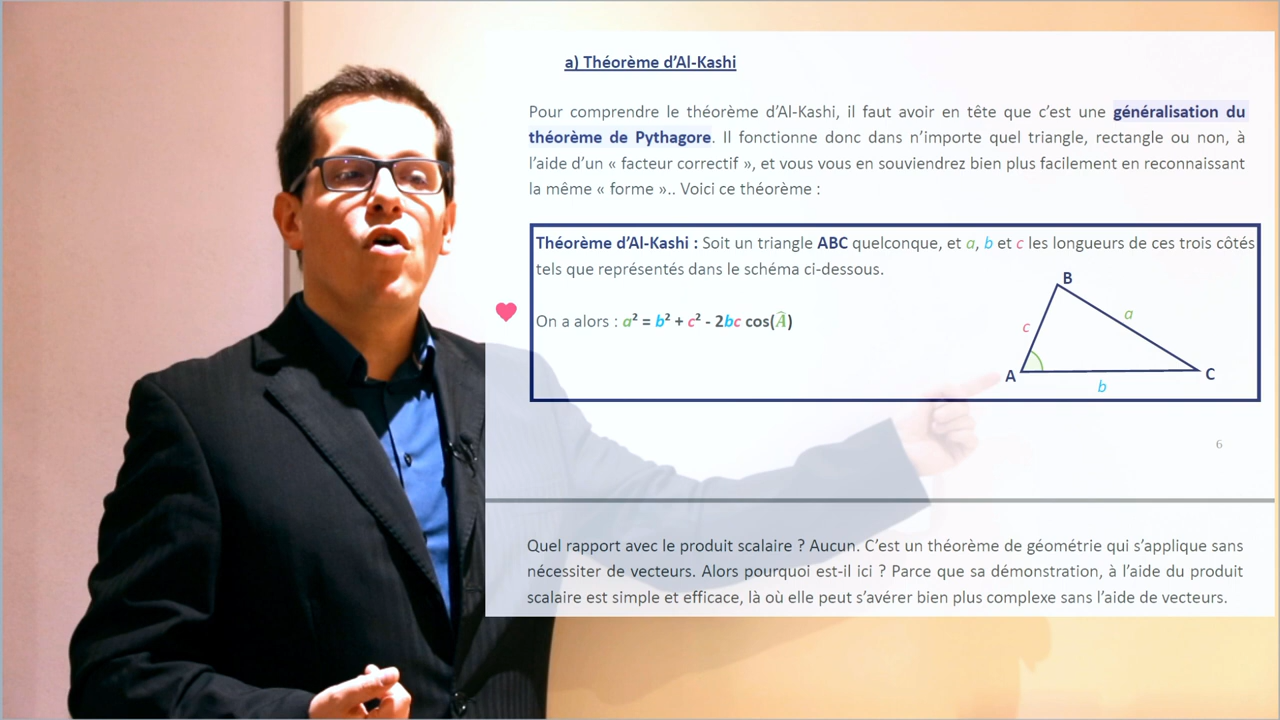 a) Théorème d'Al-Kashi
Pour comprendre le théorème d'Al-Kashi, il faut avoir en tête que c'est une généralisation du
théorème de Pythagore. Il fonctionne donc dans n'importe quel triangle, rectangle ou non, à
l'aide d'un « facteur correctif », et vous vous en souviendrez bien plus facilement en reconnaissant
la même « forme ».. Voici ce théorème :
Théorème d'Al-Kashi : Soit un triangle ABC quelconque, et a, b et c les longueurs de ces trois côtés
tels que représentés dans le schéma ci-dessous.
B
On a alors : a² = b² + c² - 2bc cos(Â)
a
c
A
C
b
6
Quel rapport avec le produit scalaire ? Aucun. C'est un théorème de géométrie qui s'applique sans
nécessiter de vecteurs. Alors pourquoi est-il ici ? Parce que sa démonstration, à l'aide du produit
scalaire est simple et efficace, là où elle peut s'avérer bien plus complexe sans l'aide de vecteurs.